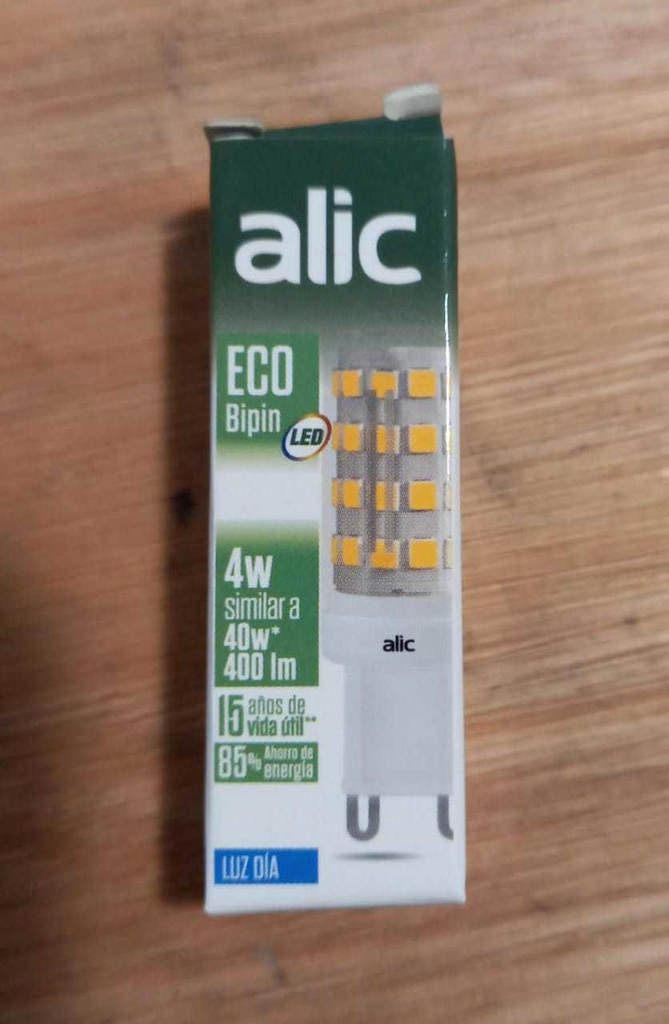 alic
ECO
Bipin
LED
4w
similar a
40w*
400 lm
15 años de
vida útil**
85% Ahorro de
energía
alic
LUZ DÍA